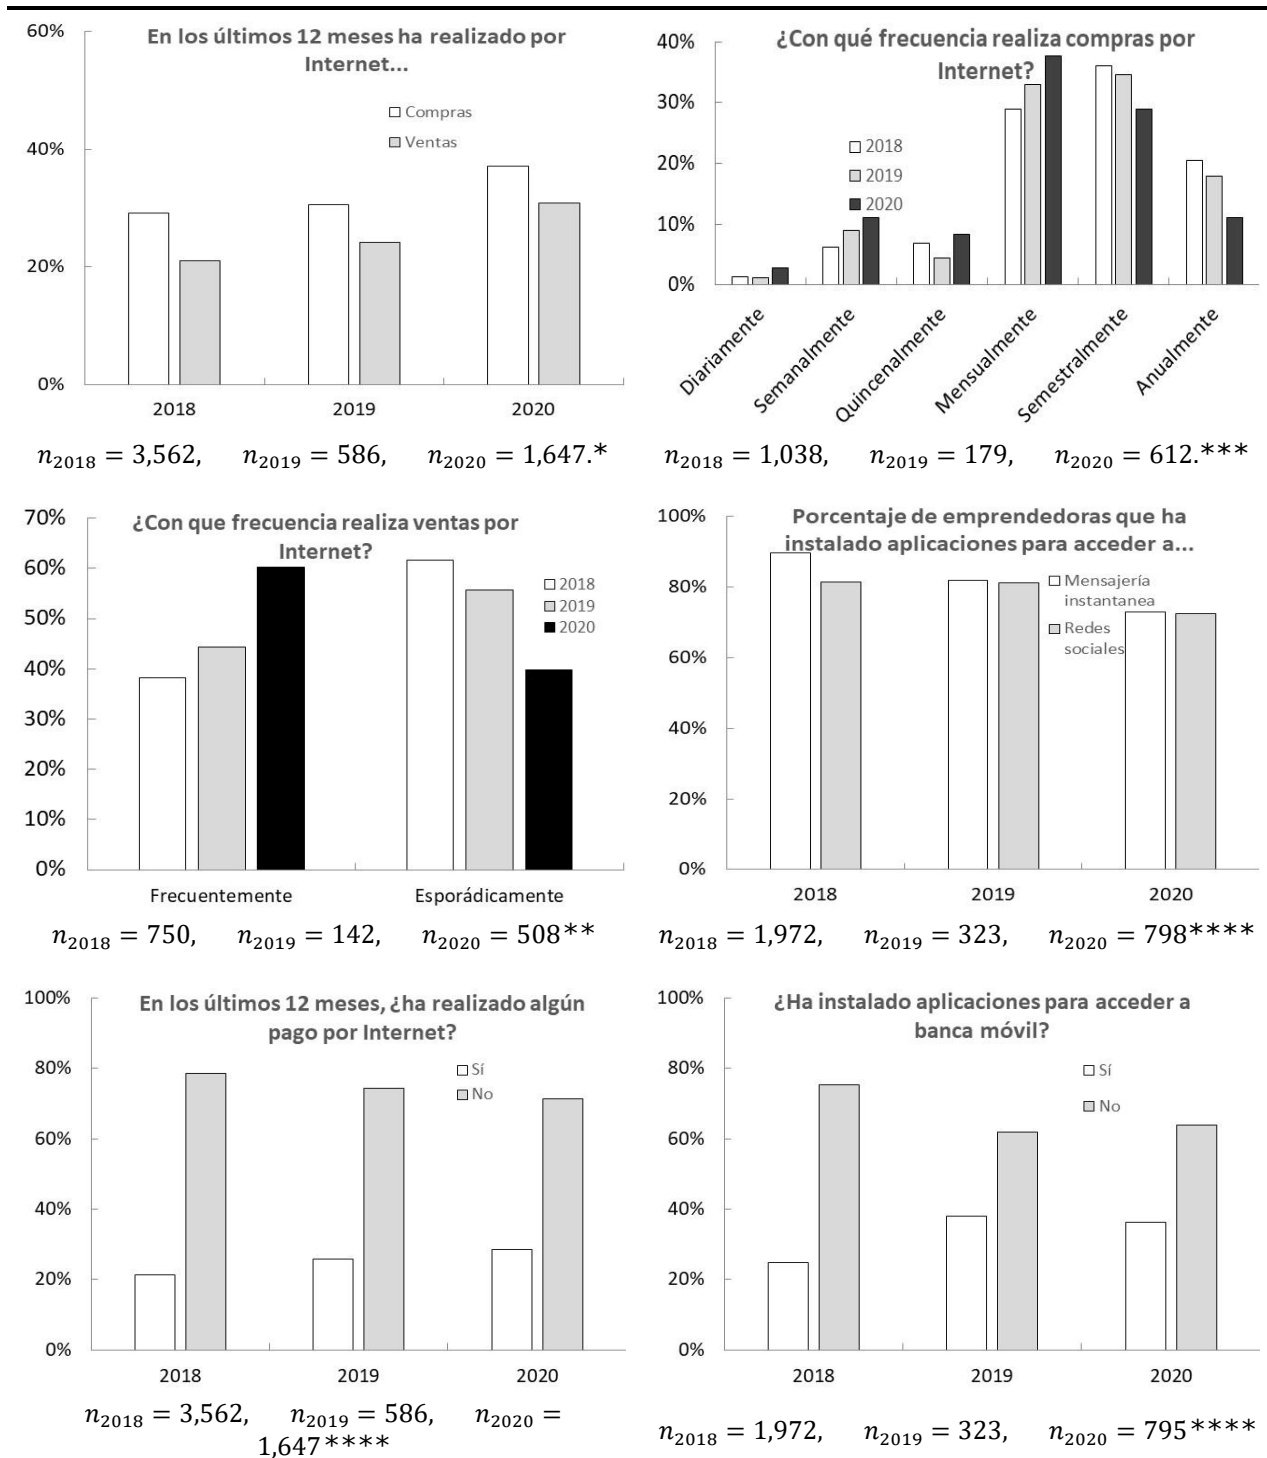 En los últimos 12 meses ha realizado por
Internet...
60%
40%
20%
0%
Compras
Ventas
2018 2019 2020
n2018 = 3,562, n2019 = 586, n2020 = 1,647.*
¿Con qué frecuencia realiza compras por
Internet?
40%
30%
20%
10%
0%
2018
2019
2020
Diariamente
Semanalmente
Quincenalmente
Mensualmente
Semestralmente
Anualmente
n2018 = 1,038, n2019 = 179, n2020 = 612.***
¿Con que frecuencia realiza ventas por
Internet?
70%
60%
50%
40%
30%
20%
10%
0%
2018
2019
2020
Frecuentemente Esporádicamente
n2018 = 750, n2019 = 142, n2020 = 508**
Porcentaje de emprendedoras que ha
instalado aplicaciones para acceder a...
100%
80%
60%
40%
20%
0%
Mensajería
instantanea
Redes
sociales
2018 2019 2020
n2018 = 1,972, n2019 = 323, n2020 = 798****
En los últimos 12 meses, ¿ha realizado algún
pago por Internet?
100%
80%
60%
40%
20%
0%
Sí
No
2018 2019 2020
n2018 = 3,562, n2019 = 586, n2020 =
1,647****
¿Ha instalado aplicaciones para acceder a
banca móvil?
100%
80%
60%
40%
20%
0%
Sí
No
2018 2019 2020
n2018 = 1,972, n2019 = 323, n2020 = 795****